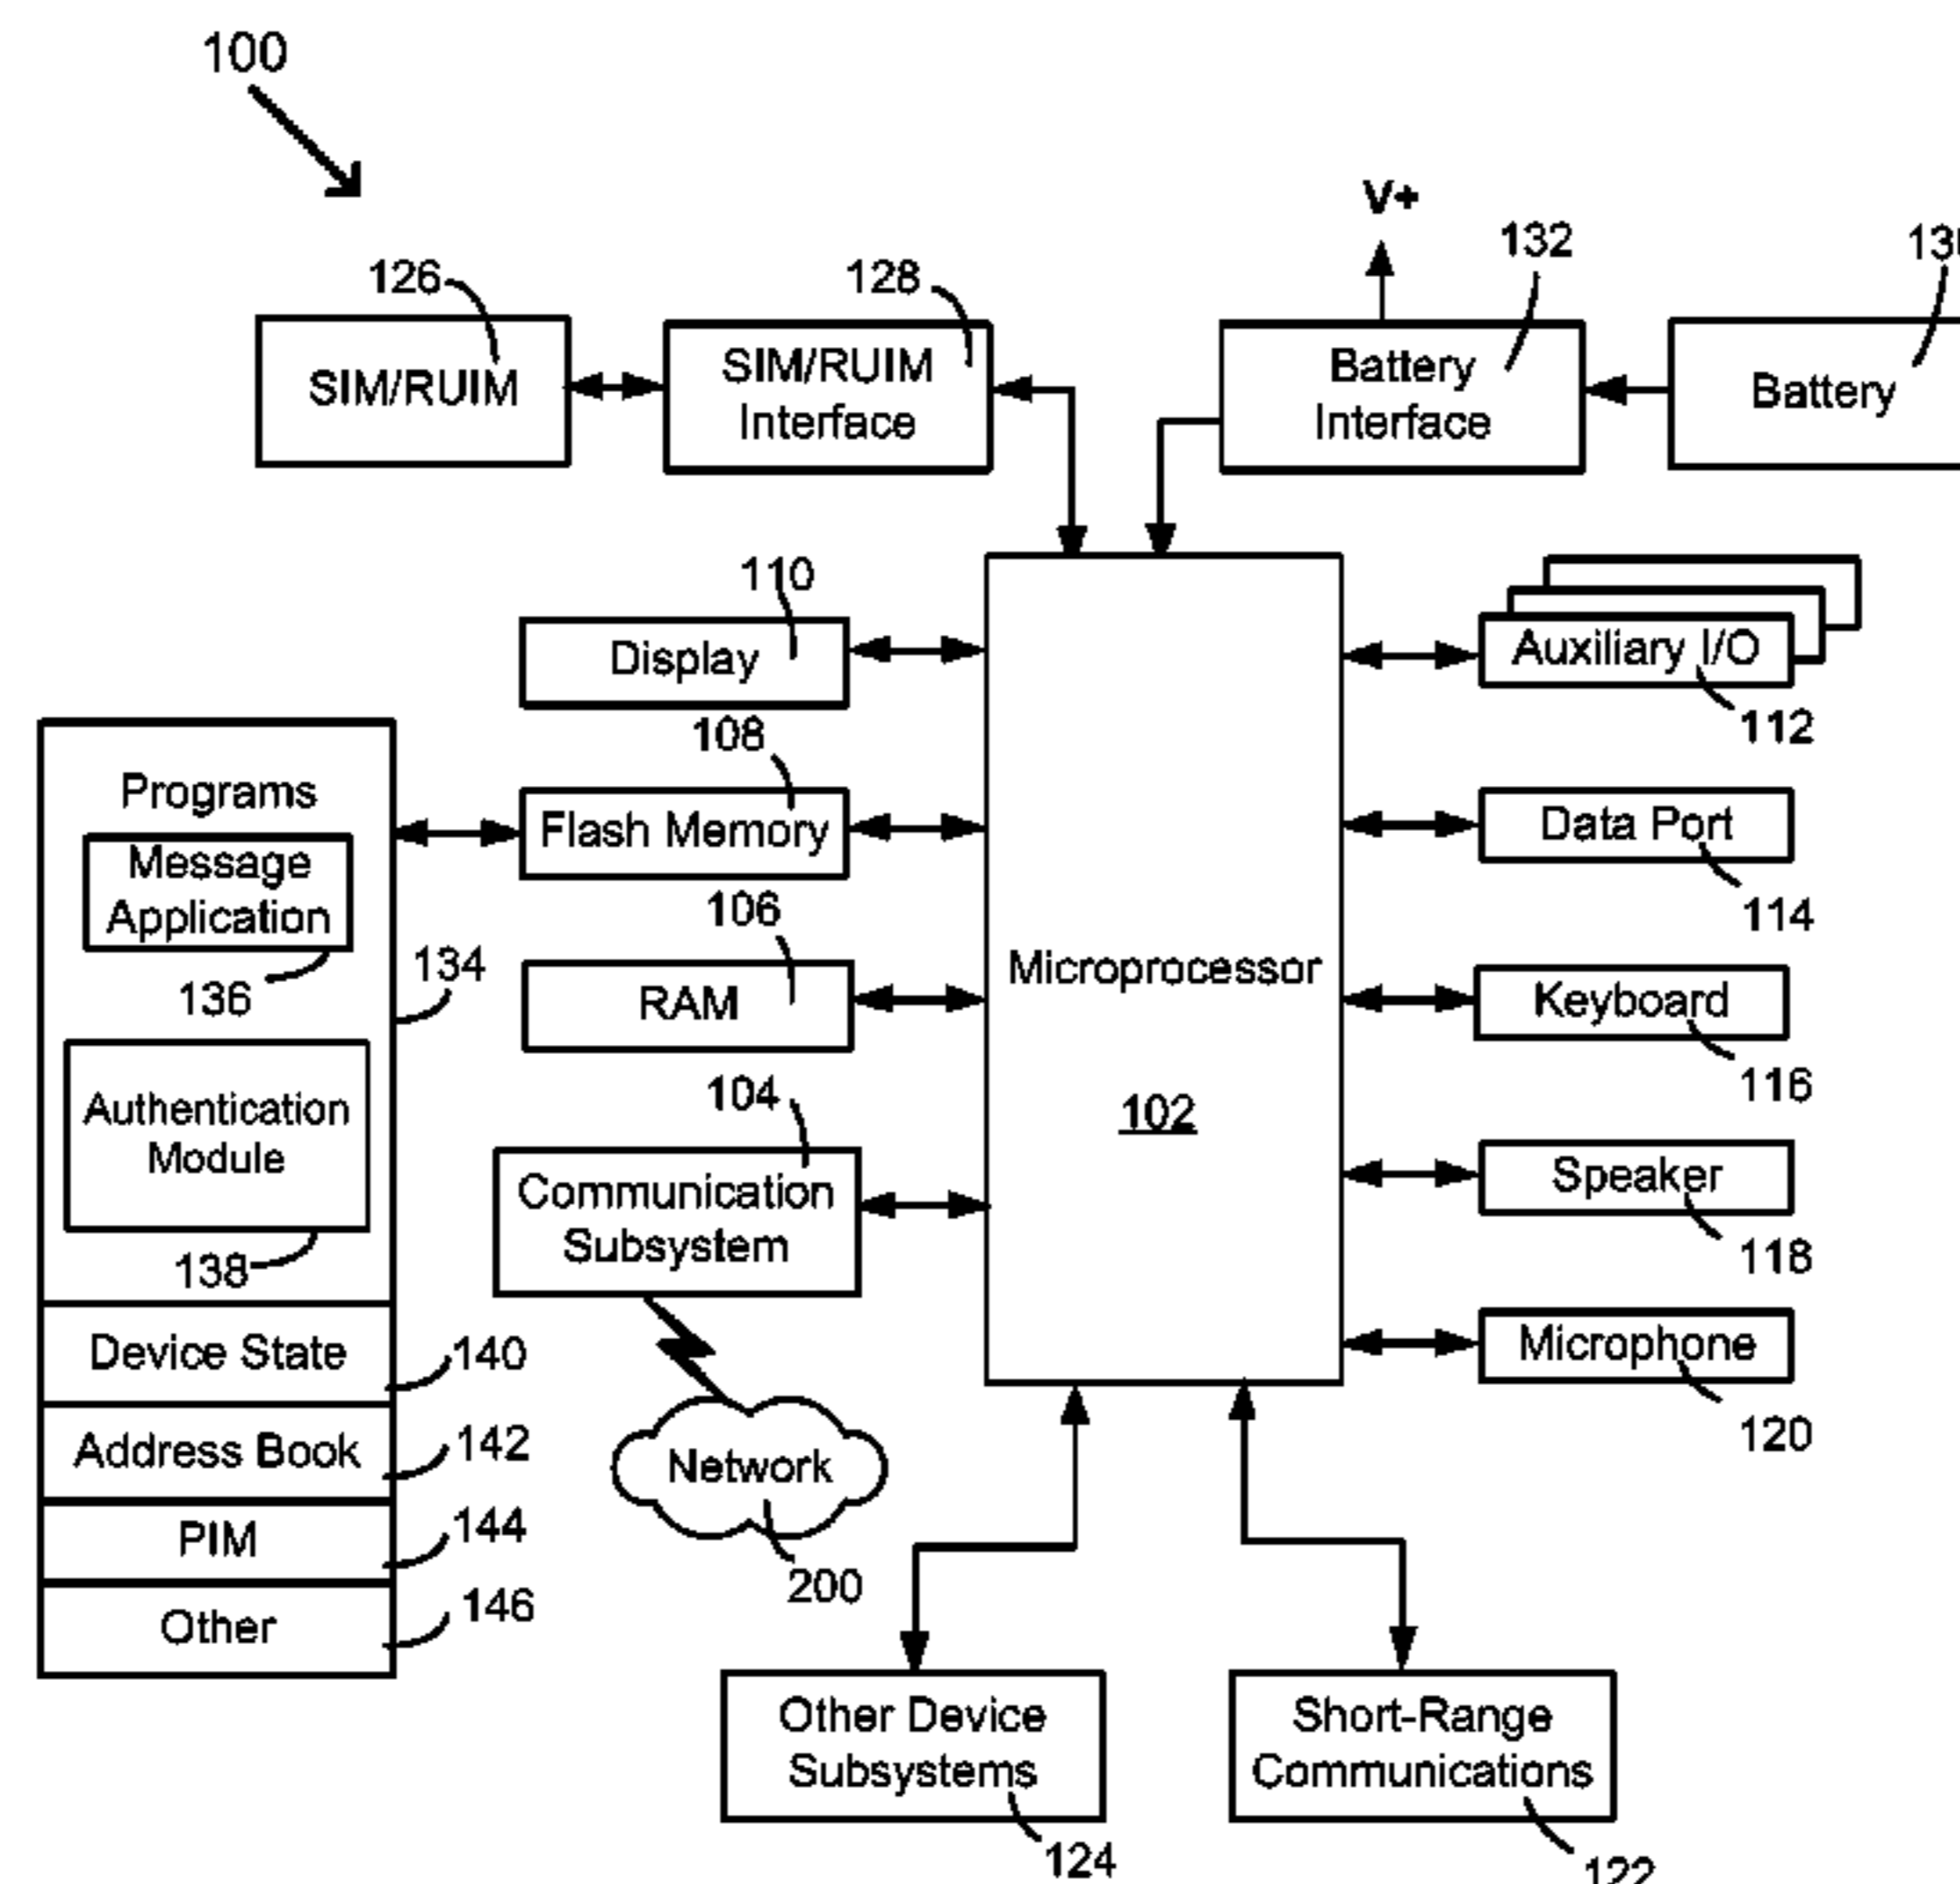 100
V+
132
126
128
SIM/RUIM
SIM/RUIM
Interface
Battery
Interface
Battery
110
Display
Auxiliary I/O
112
108
Programs
Flash Memory
Data Port
Message
Application
136
106
114
134
RAM
Microprocessor
Keyboard
116
104
102
Authentication
Module
138
Communication
Subsystem
Speaker
118
Device State
140
Microphone
120
Address Book
142
Network
200
PIM
144
Other
146
Other Device
Subsystems
124
Short-Range
Communications
122